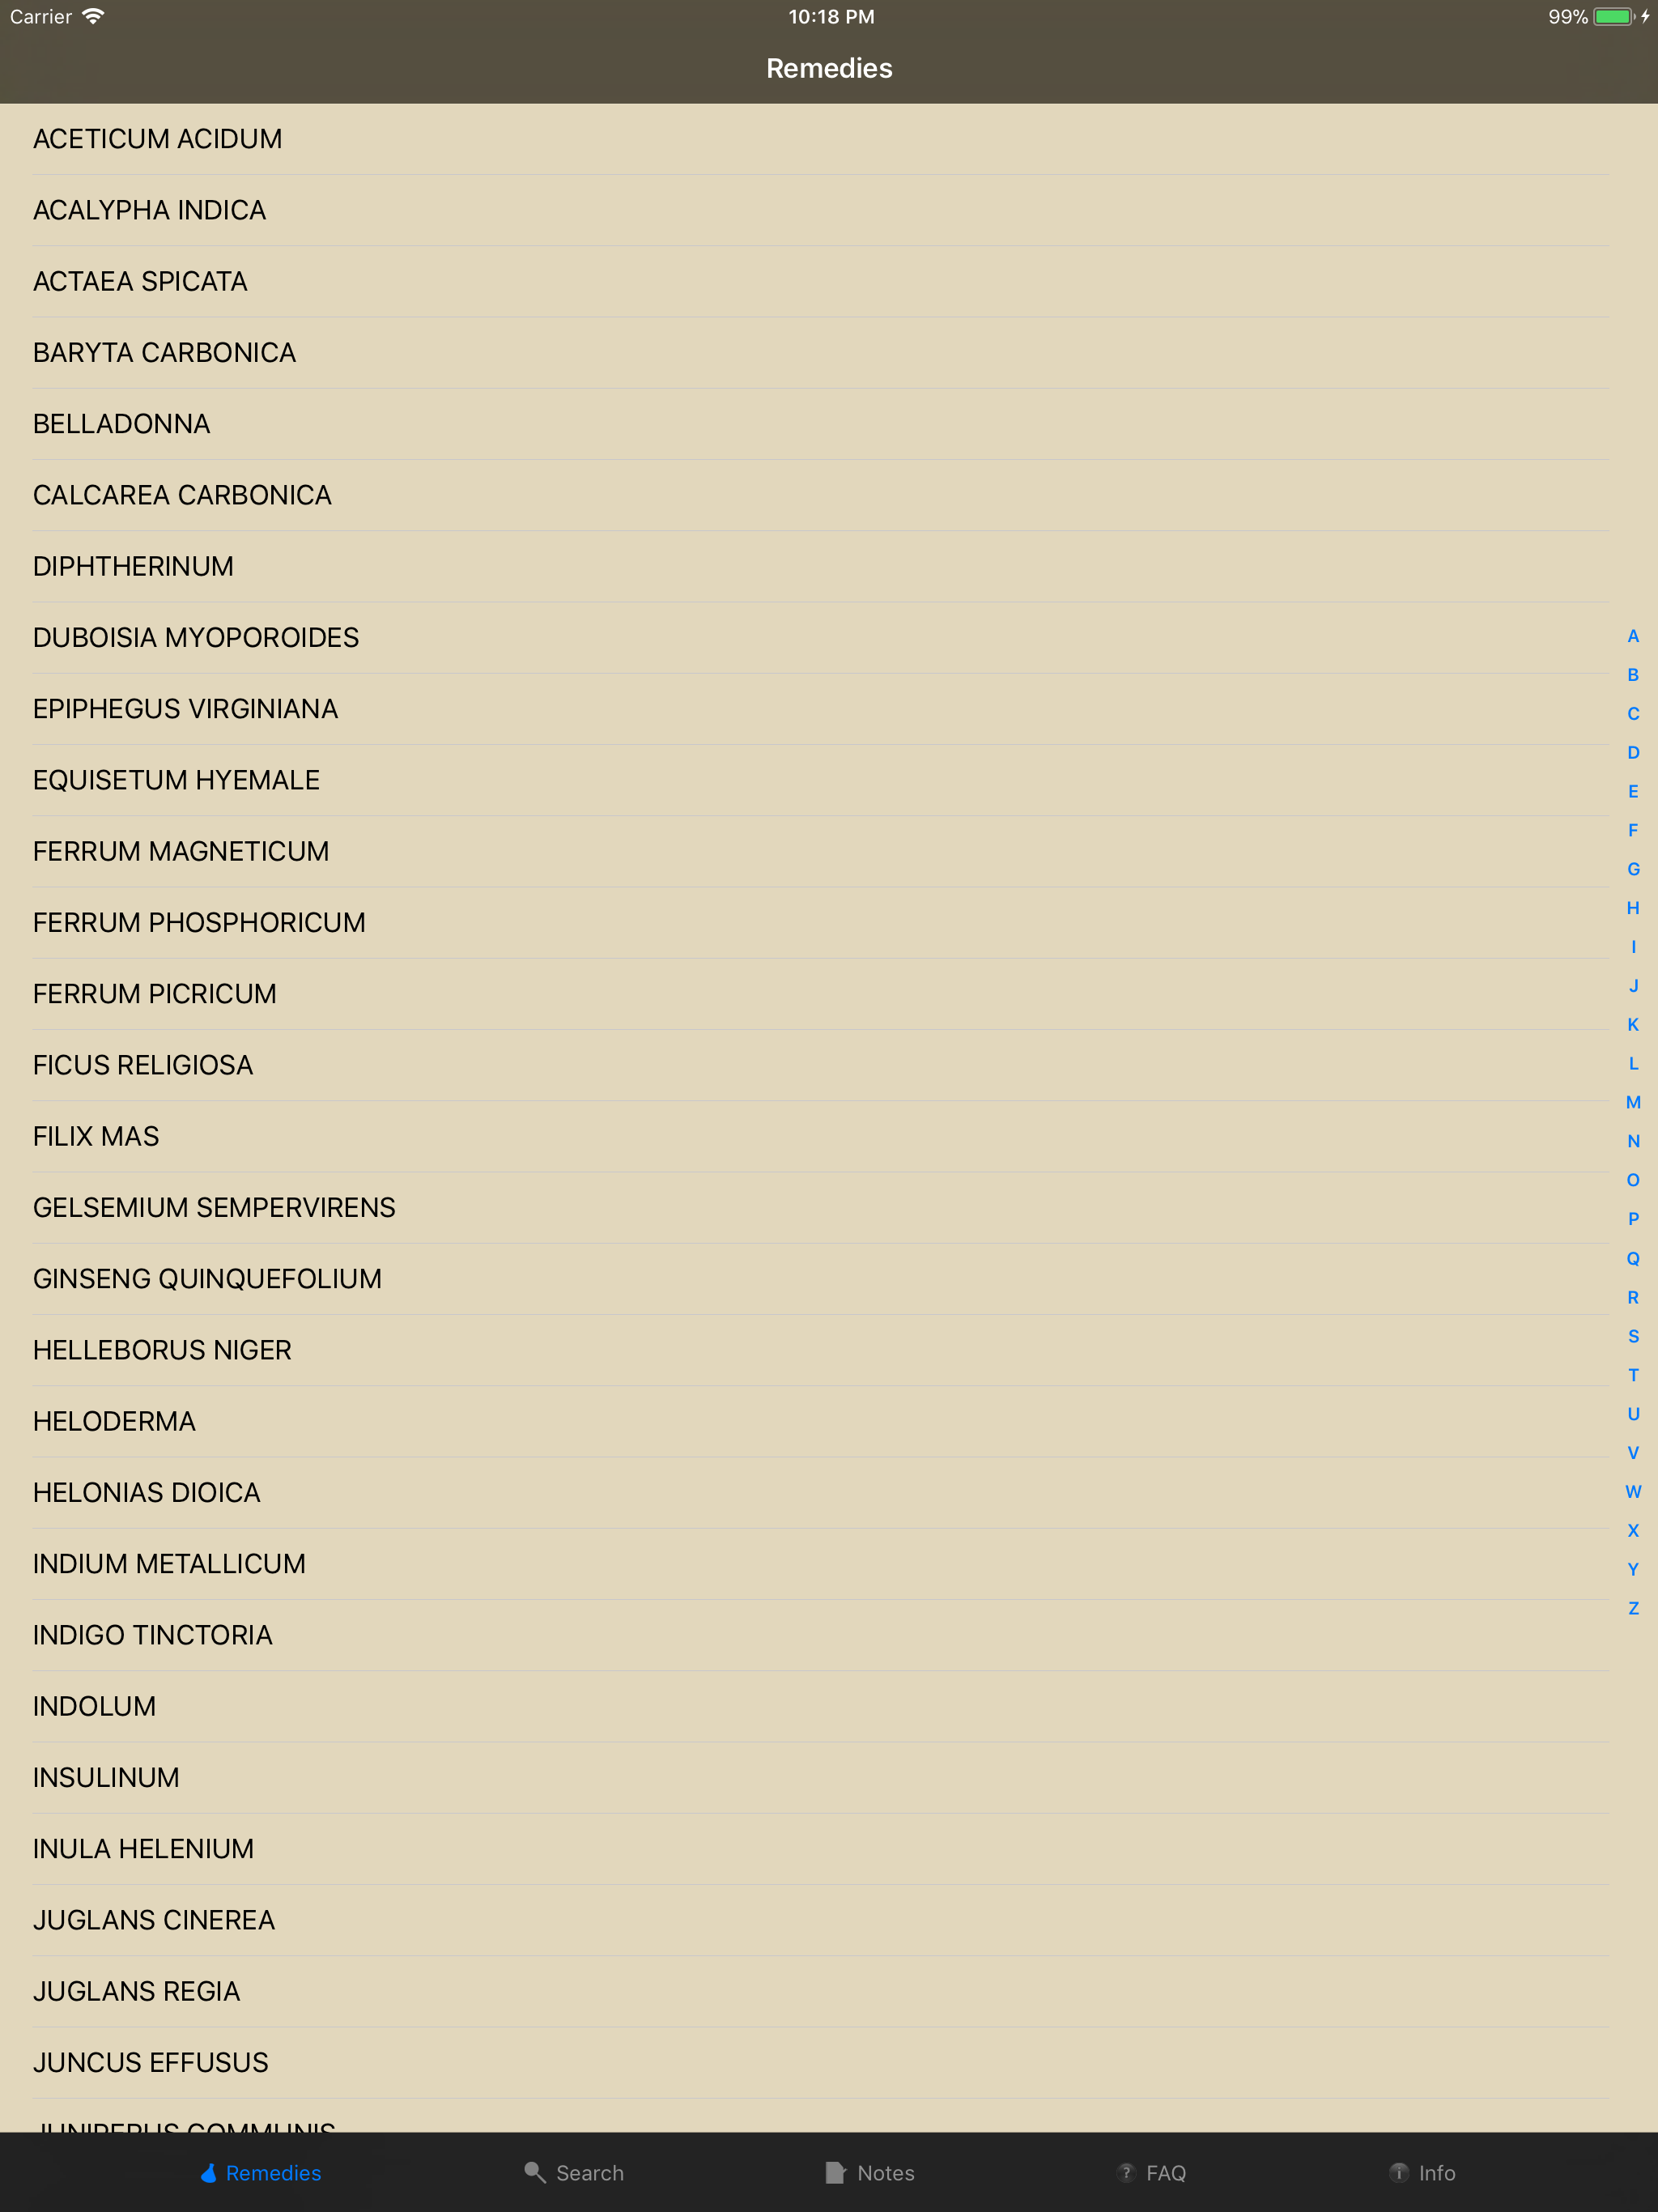 Carrier 10:18 PM 99%
Remedies
ACETICUM ACIDUM
ACALYPHA INDICA
ACTAEA SPICATA
BARYTA CARBONICA
BELLADONNA
CALCAREA CARBONICA
DIPHTHERINUM
DUBOISIA MYOPOROIDES
EPIPHEGUS VIRGINIANA
EQUISETUM HYEMALE
FERRUM MAGNETICUM
FERRUM PHOSPHORICUM
FERRUM PICRICUM
FICUS RELIGIOSA
FILIX MAS
GELSEMIUM SEMPERVIRENS
GINSENG QUINQUEFOLIUM
HELLEBORUS NIGER
HELODERMA
HELONIAS DIOICA
INDIUM METALLICUM
INDIGO TINCTORIA
INDOLUM
INSULINUM
INULA HELENIUM
JUGLANS CINEREA
JUGLANS REGIA
JUNCUS EFFUSUS
JUNIPERUS COMMUNIS
A
B
C
D
E
F
G
H
I
J
K
L
M
N
O
P
Q
R
S
T
U
V
W
X
Y
Z
Remedies Search Notes ? FAQ i Info